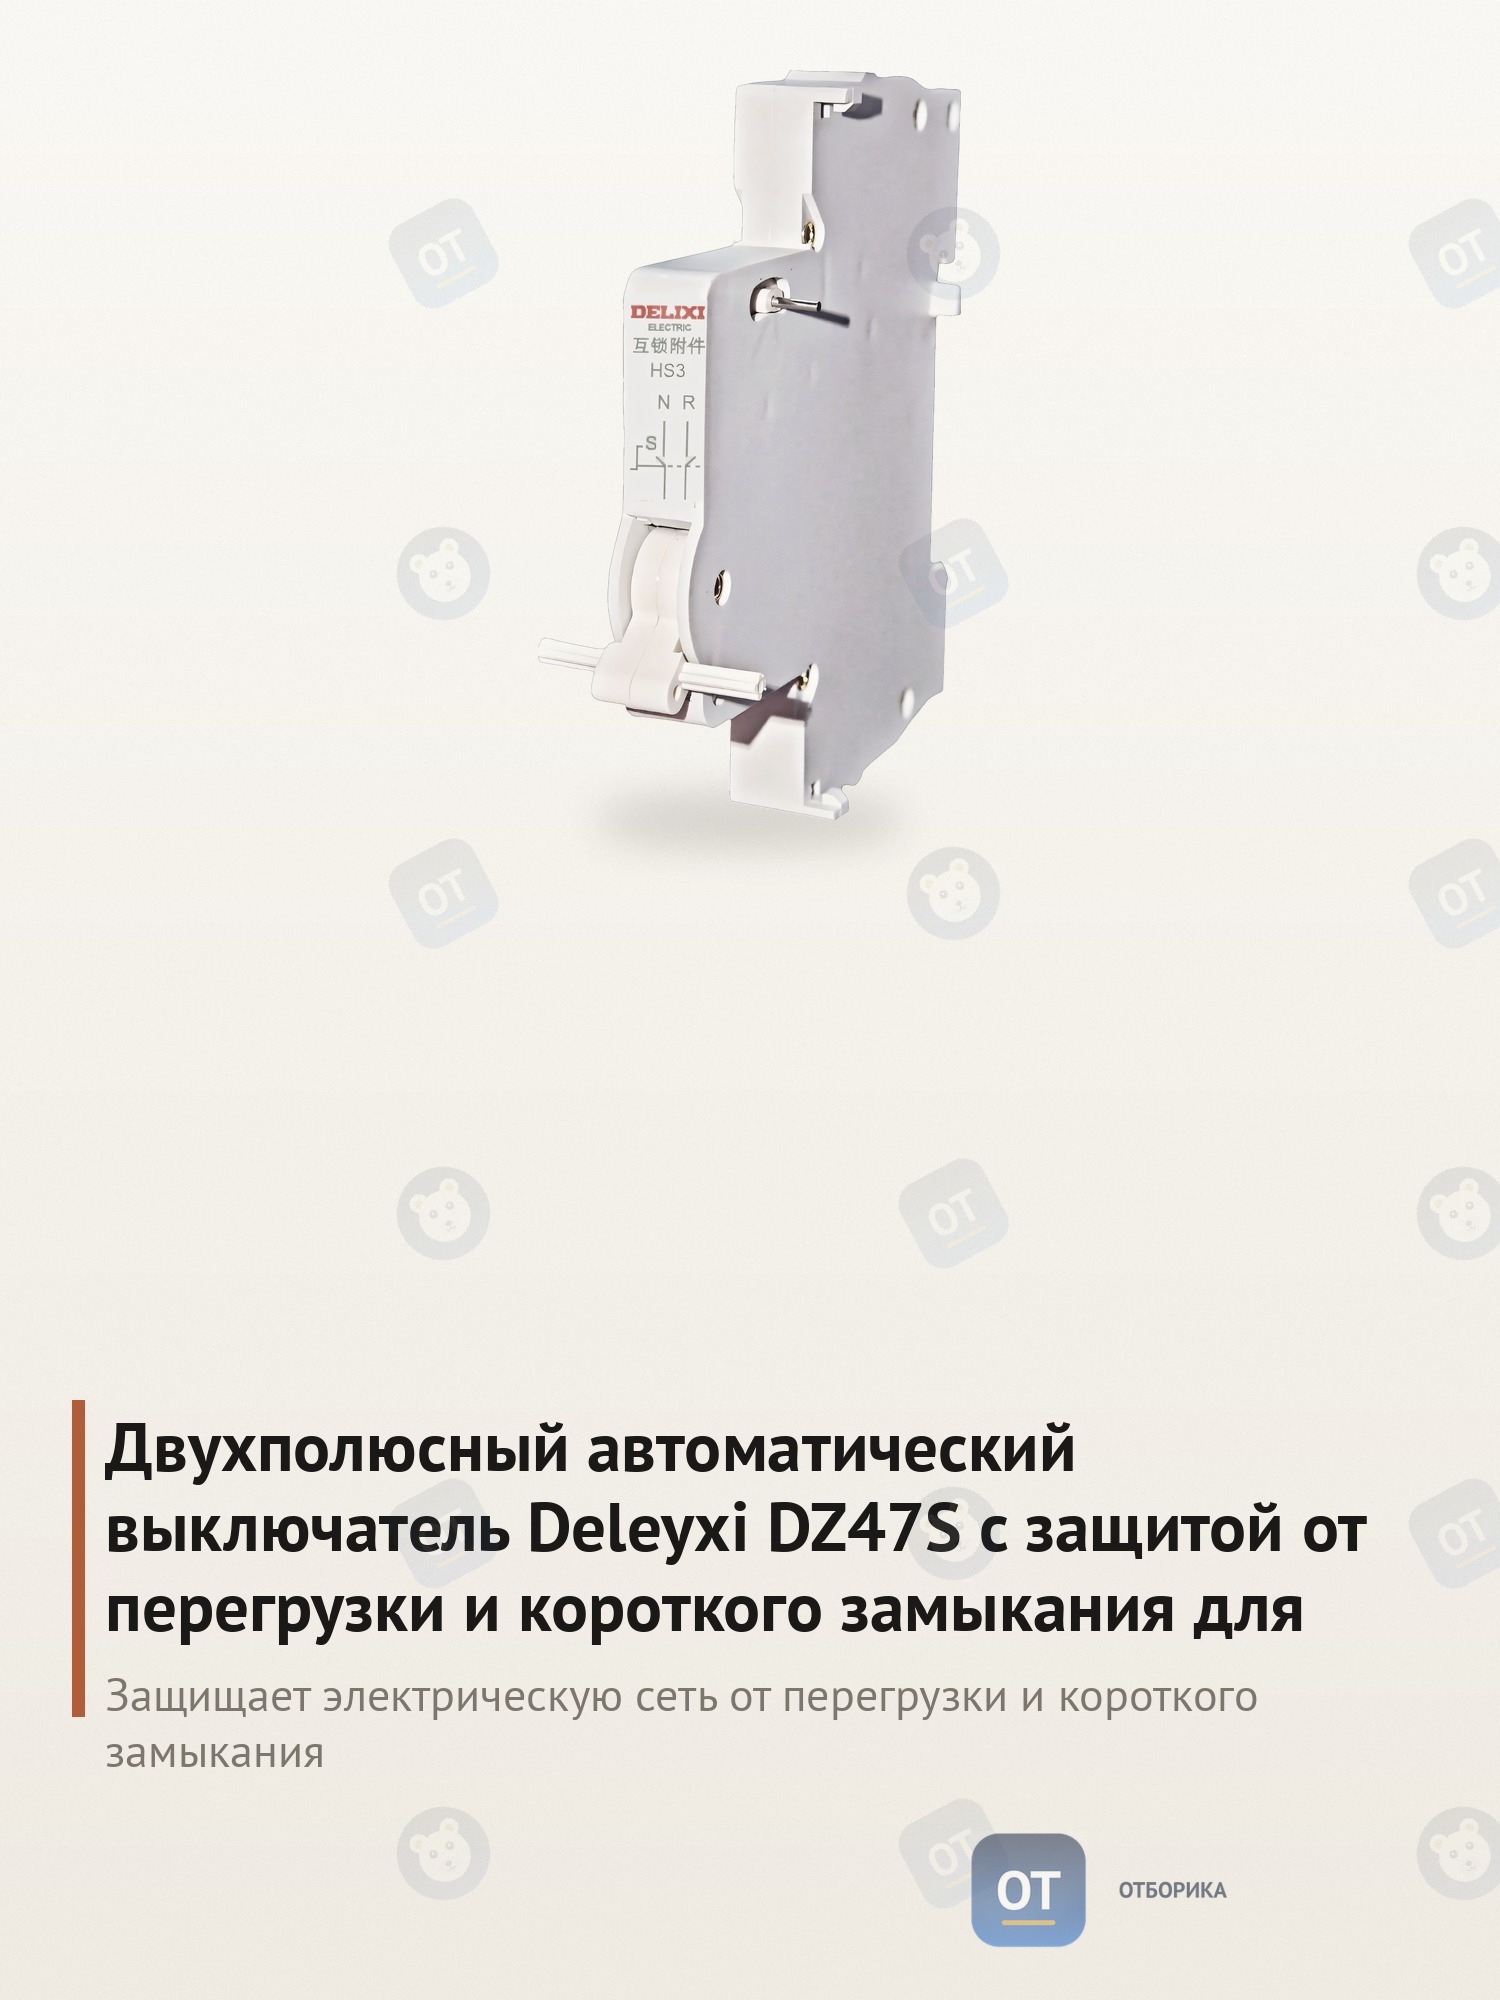 DELIXI
ELECTRIC
互锁附件
HS3
N R
S
Двухполюсный автоматический
выключатель Deleyxi DZ47S с защитой от
перегрузки и короткого замыкания для
Защищает электрическую сеть от перегрузки и короткого
замыкания
ОТ
ОТБОРИКА